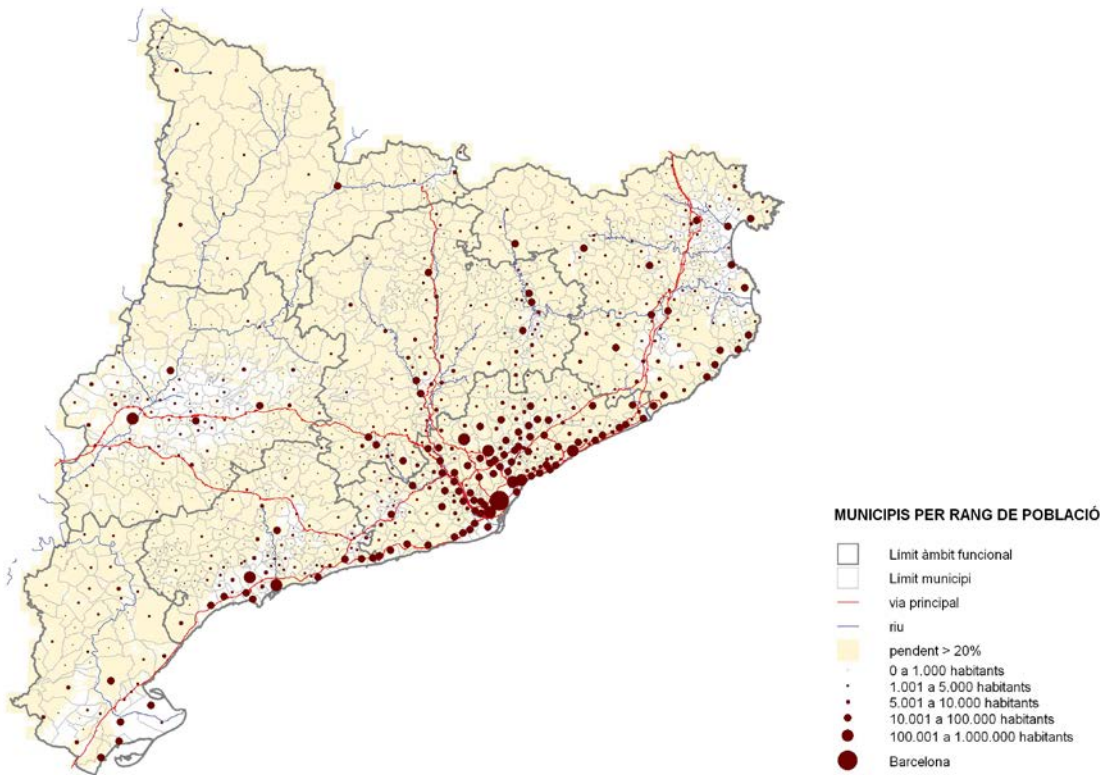 MUNICIPIS PER RANG DE POBLACIÓ
Límit àmbit funcional
Límit municipi
via principal
riu
pendent > 20%
0 a 1.000 habitants
1.001 a 5.000 habitants
5.001 a 10.000 habitants
10.001 a 100.000 habitants
100.001 a 1.000.000 habitants
Barcelona